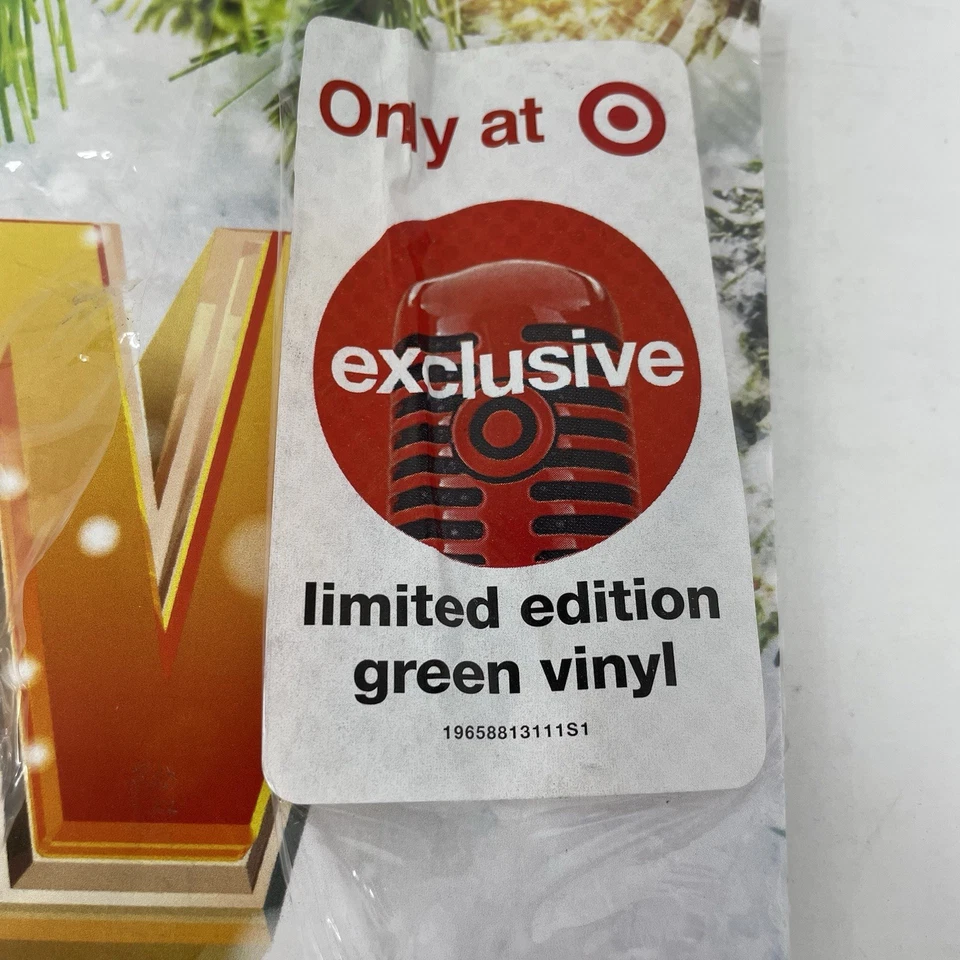 Only at
exclusive
limited edition
green vinyl
19658813111S1